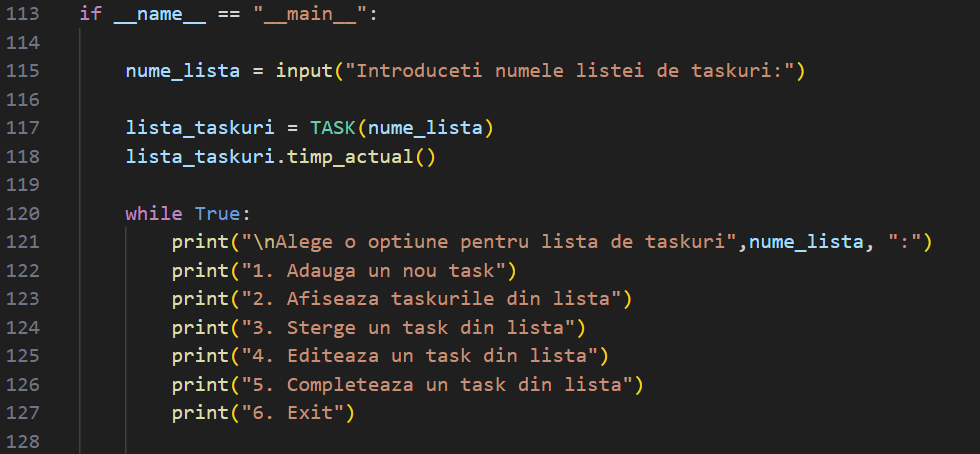 113 if __name__ == "__main__":
114
115 nume_lista = input("Introduceti numele listei de taskuri:")
116
117 lista_taskuri = TASK(nume_lista)
118 lista_taskuri.timp_actual()
119
120 while True:
121 print("\nAlege o optiune pentru lista de taskuri",nume_lista, ":")
122 print("1. Adauga un nou task")
123 print("2. Afiseaza taskurile din lista")
124 print("3. Sterge un task din lista")
125 print("4. Editeaza un task din lista")
126 print("5. Completeaza un task din lista")
127 print("6. Exit")
128